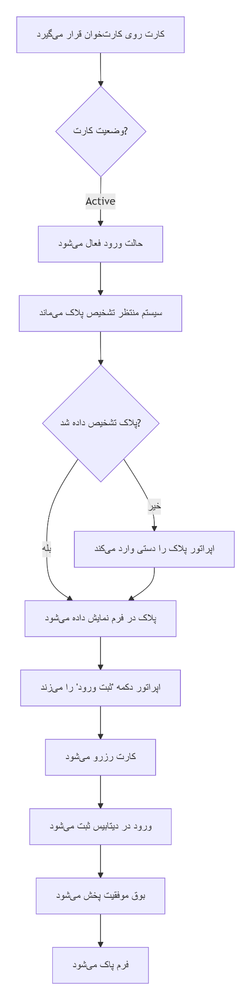 کارت روی کارت‌خوان قرار می‌گیرد
وضعیت کارت?
Active
حالت ورود فعال می‌شود
سیستم منتظر تشخیص پلاک می‌ماند
پلاک تشخیص داده شد?
خیر
بله
اپراتور پلاک را دستی وارد می‌کند
پلاک در فرم نمایش داده می‌شود
اپراتور دکمه 'ثبت ورود' را می‌زند
کارت رزرو می‌شود
ورود در دیتابیس ثبت می‌شود
بوق موفقیت پخش می‌شود
فرم پاک می‌شود